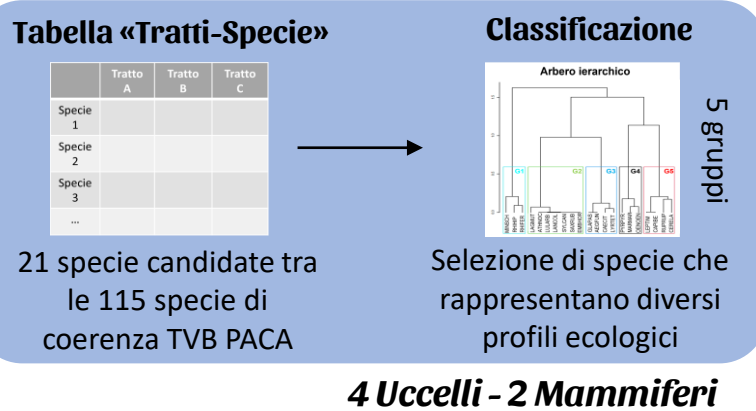 Tabella «Tratti-Specie»
Tratto A
Tratto B
Tratto C
Specie 1
Specie 2
Specie 3
...
21 specie candidate tra
le 115 specie di
coerenza TVB PACA
Classificazione
Arbero ierarchico
G1
G2
G3
G4
G5
5 gruppi
Selezione di specie che
rappresentano diversi
profili ecologici
4 Uccelli - 2 Mammiferi